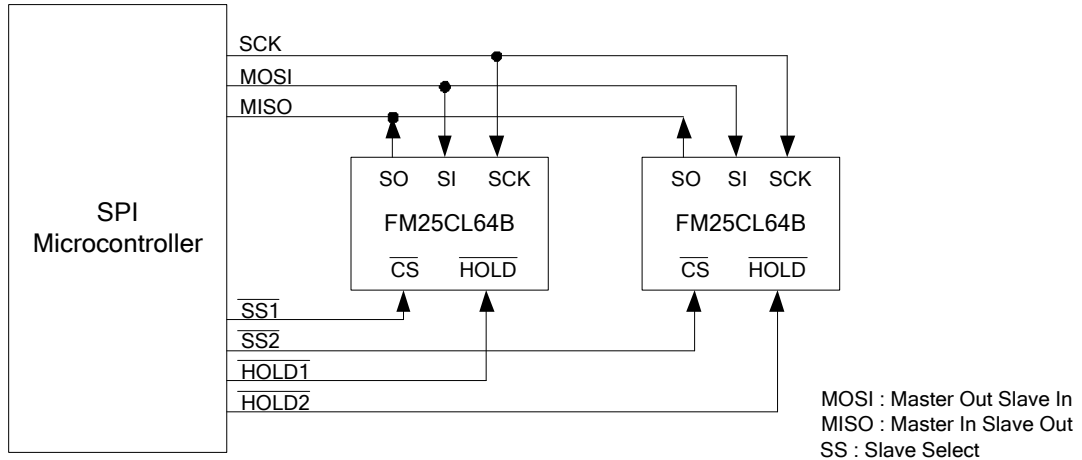 SCK
MOSI
MISO
SO SI SCK
FM25CL64B
CS HOLD
SO SI SCK
FM25CL64B
CS HOLD
SPI
Microcontroller
SS1
SS2
HOLD1
HOLD2
MOSI : Master Out Slave In
MISO : Master In Slave Out
SS : Slave Select